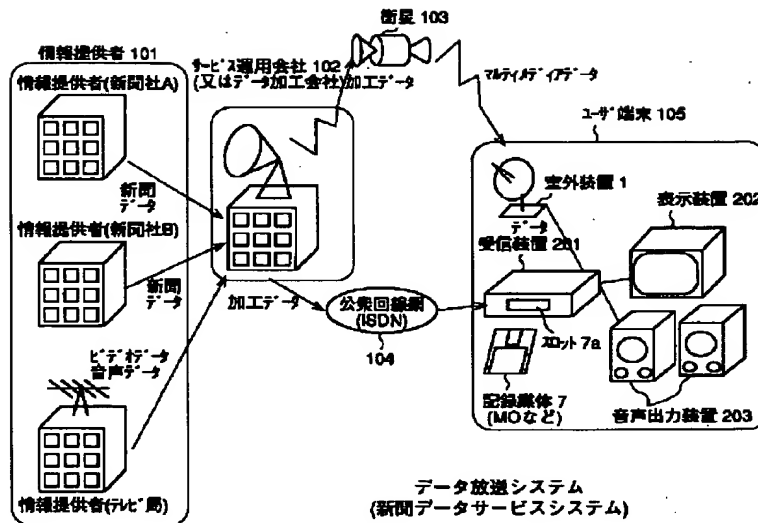 情報提供者 101
情報提供者(新聞社A)
新聞
データ
情報提供者(新聞社B)
新聞
データ
ビデオデータ
音声データ
情報提供者(テレビ局)
サービス運用会社 102
(又はデータ加工会社)加工データ
衛星 103
マルチメディアデータ
加工データ
公衆回線網
(ISDN)
104
ユーザ端末 105
室外装置 1
データ
受信装置 201
表示装置 202
スロット 7a
記録媒体 7
(MOなど)
音声出力装置 203
データ放送システム
(新聞データサービスシステム)